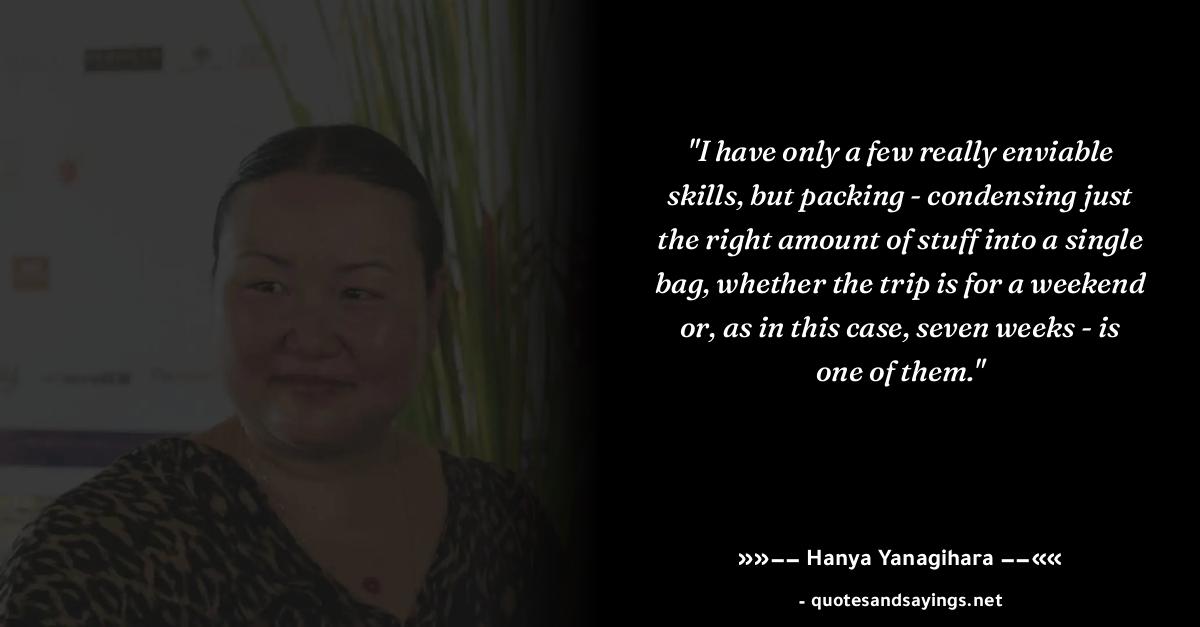 "I have only a few really enviable
skills, but packing - condensing just
the right amount of stuff into a single
bag, whether the trip is for a weekend
or, as in this case, seven weeks - is
one of them."
»»–– Hanya Yanagihara ––««
- quotesandsayings.net